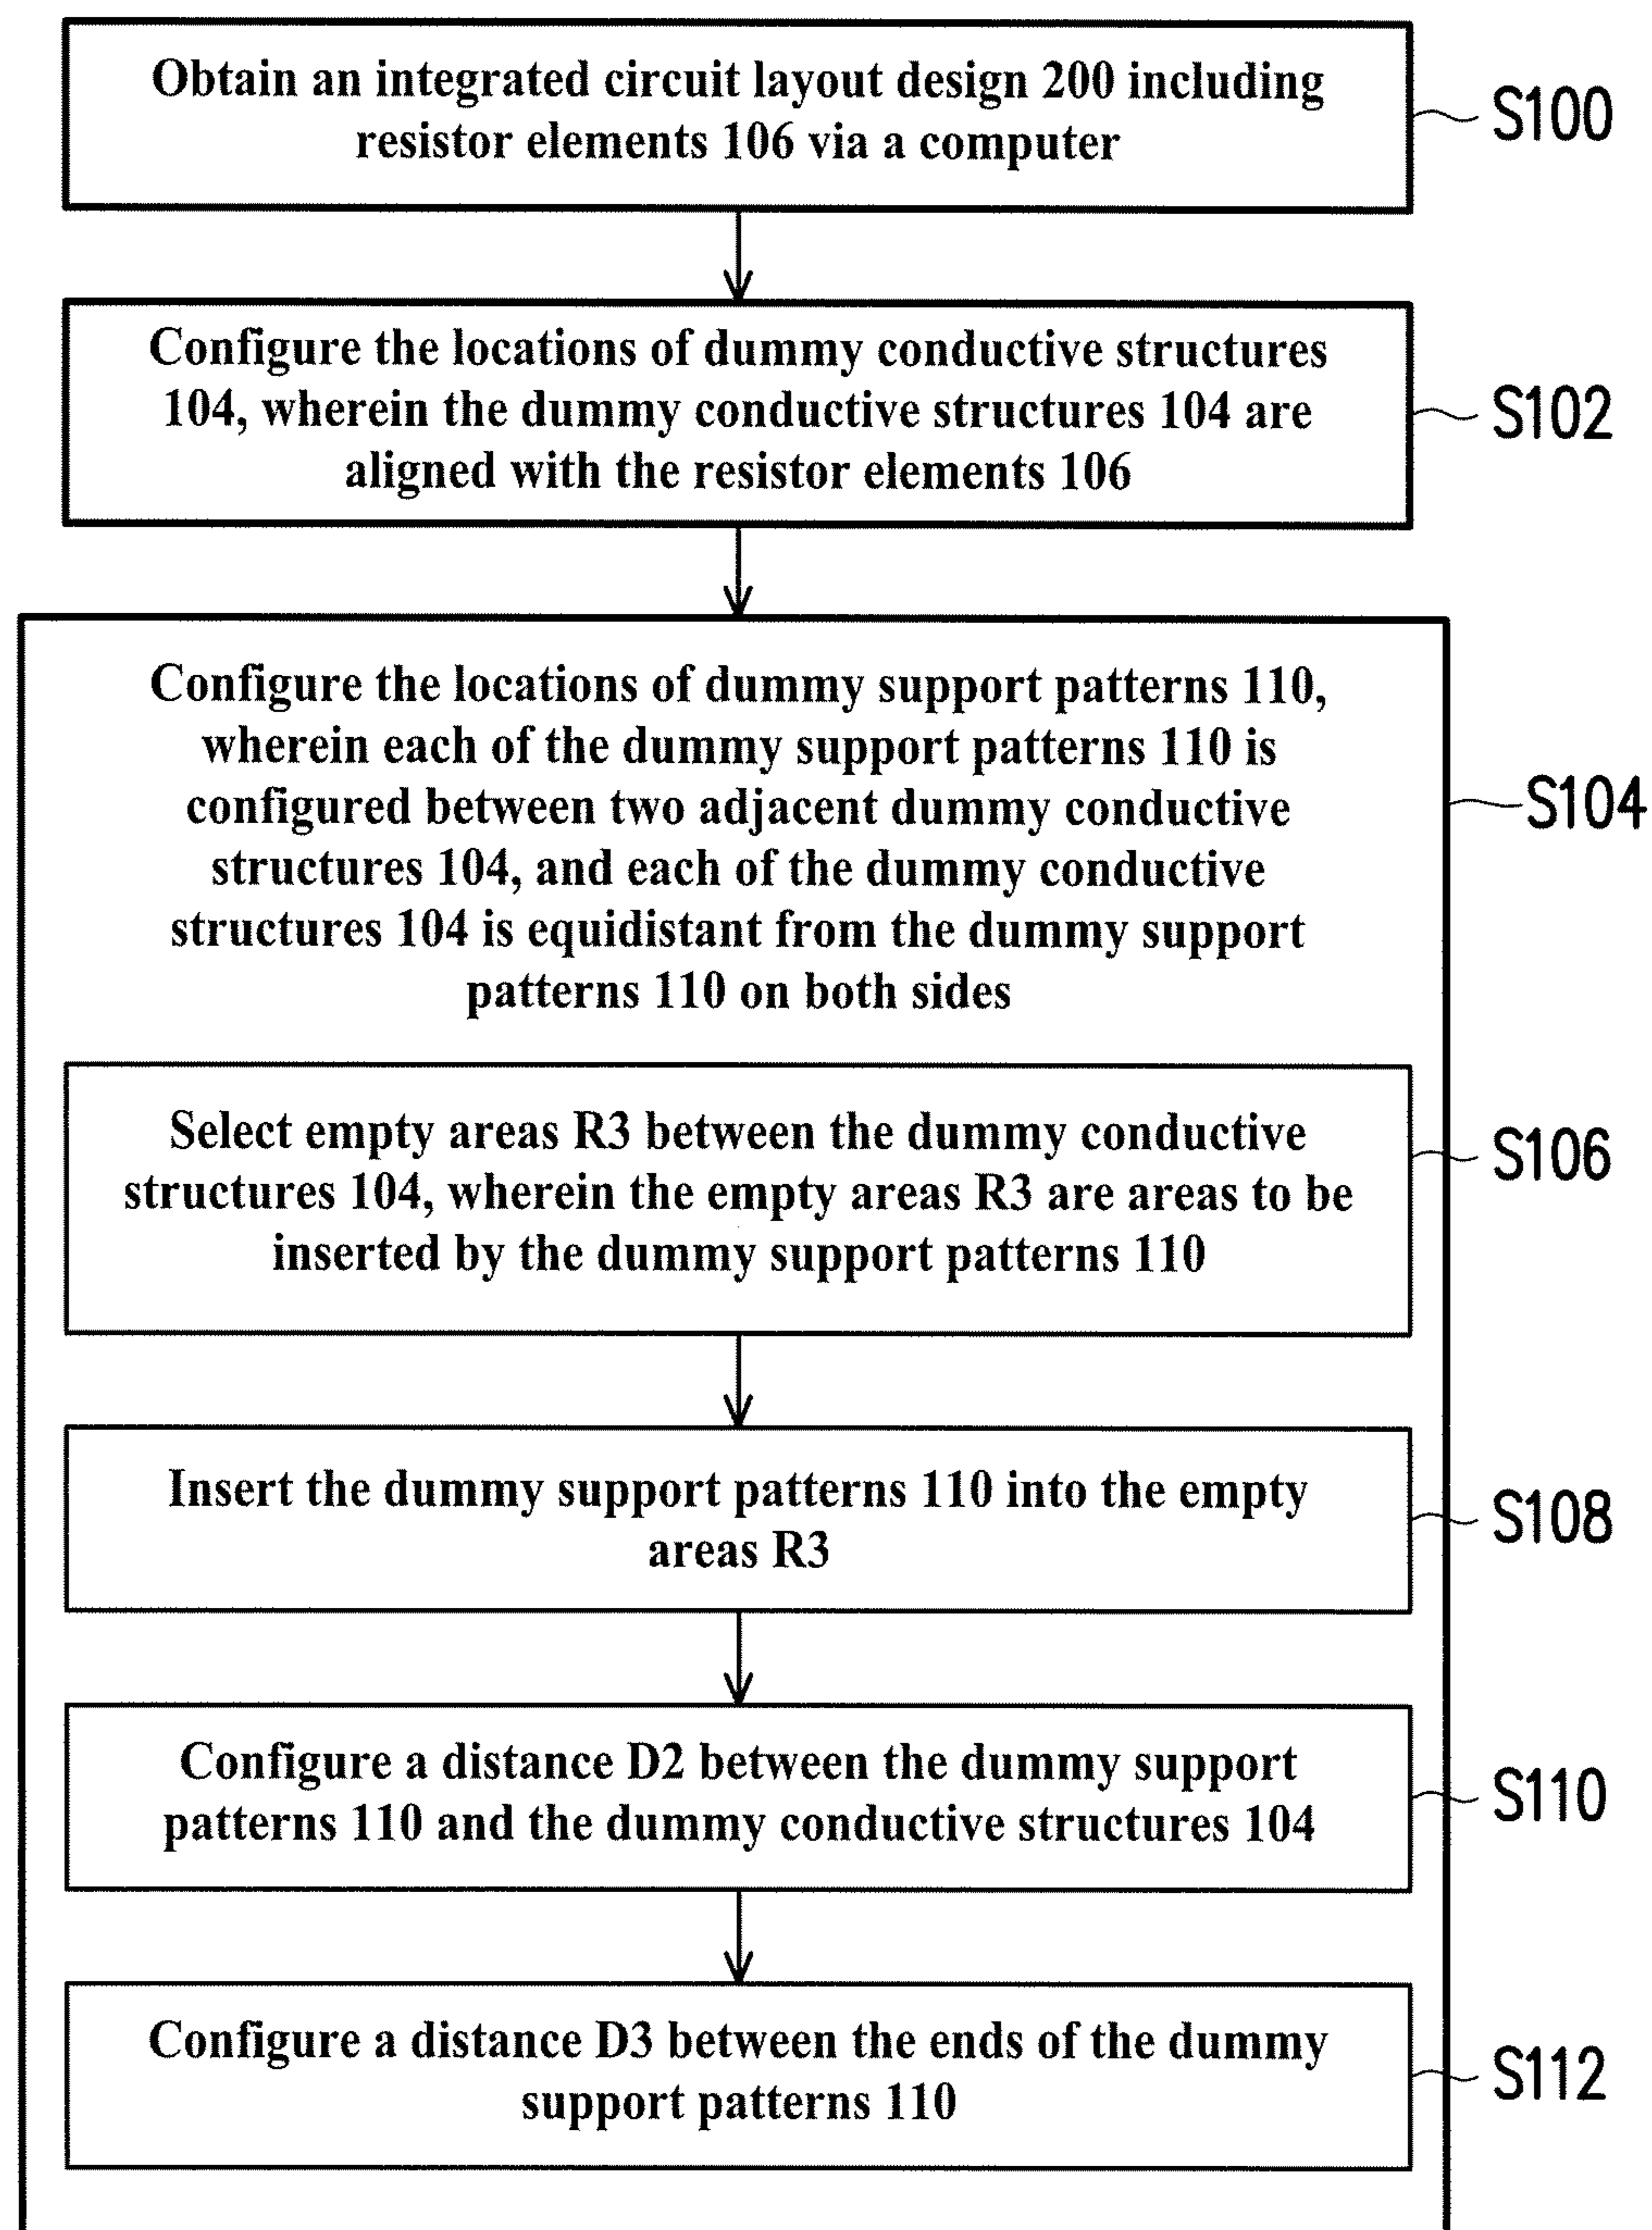 Obtain an integrated circuit layout design 200 including
resistor elements 106 via a computer
S100
Configure the locations of dummy conductive structures
104, wherein the dummy conductive structures 104 are
aligned with the resistor elements 106
S102
Configure the locations of dummy support patterns 110,
wherein each of the dummy support patterns 110 is
configured between two adjacent dummy conductive
structures 104, and each of the dummy conductive
structures 104 is equidistant from the dummy support
patterns 110 on both sides
S104
Select empty areas R3 between the dummy conductive
structures 104, wherein the empty areas R3 are areas to be
inserted by the dummy support patterns 110
S106
Insert the dummy support patterns 110 into the empty
areas R3
S108
Configure a distance D2 between the dummy support
patterns 110 and the dummy conductive structures 104
S110
Configure a distance D3 between the ends of the dummy
support patterns 110
S112